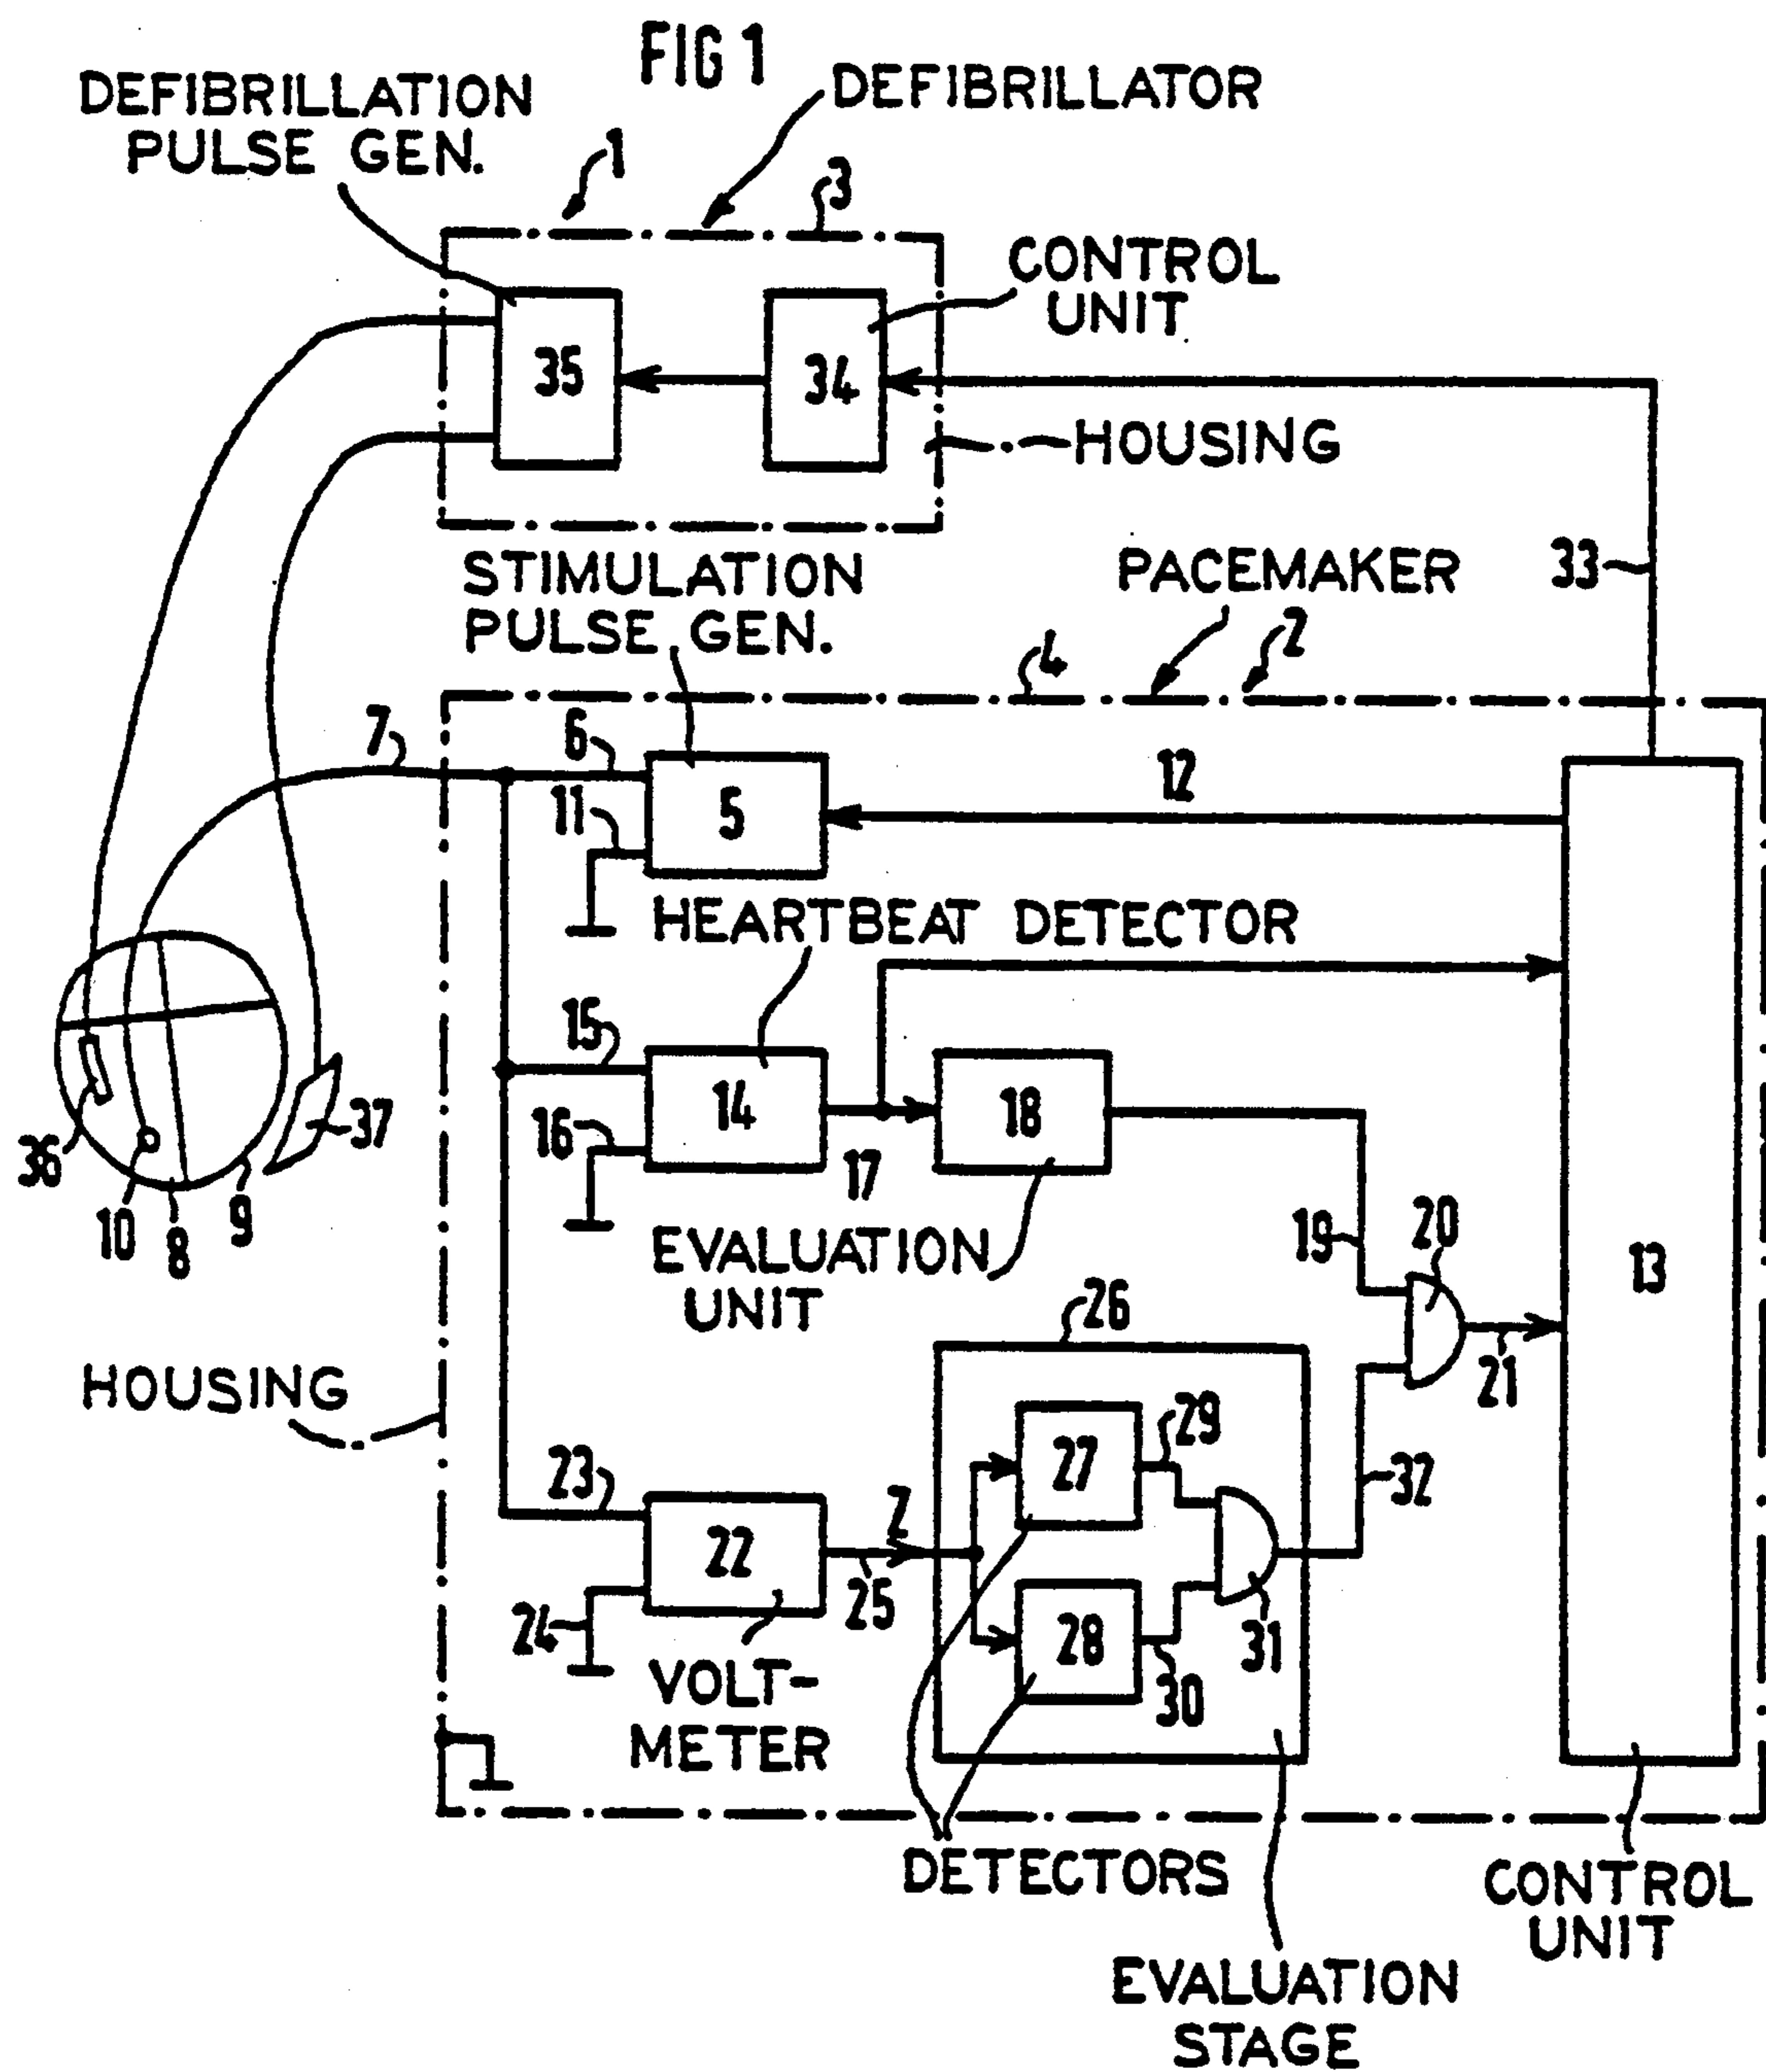 FIG 1
DEFIBRILLATION
PULSE GEN.
DEFIBRILLATOR
1
3
CONTROL
UNIT
35
34
HOUSING
STIMULATION
PULSE GEN.
PACEMAKER
33
4
2
7
6
12
11
5
HEARTBEAT DETECTOR
15
14
18
16
17
36
37
10
8
9
EVALUATION
UNIT
19
20
13
26
21
HOUSING
27
29
23
32
22
Z
25
24
28
31
30
VOLT-
METER
DETECTORS
CONTROL
UNIT
EVALUATION
STAGE